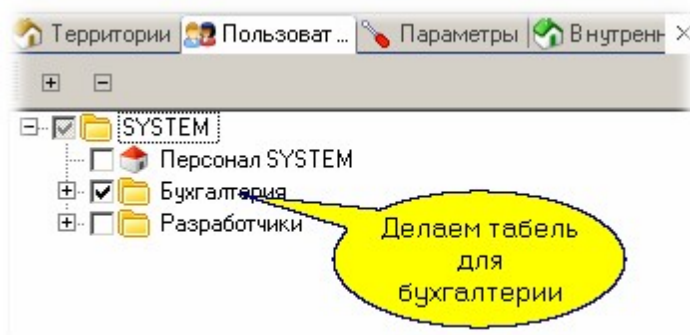 Территории Пользоват ... Параметры Внутренн
SYSTEM
Персонал SYSTEM
Бухгалтерия
Разработчики
Делаем табель
для
бухгалтерии